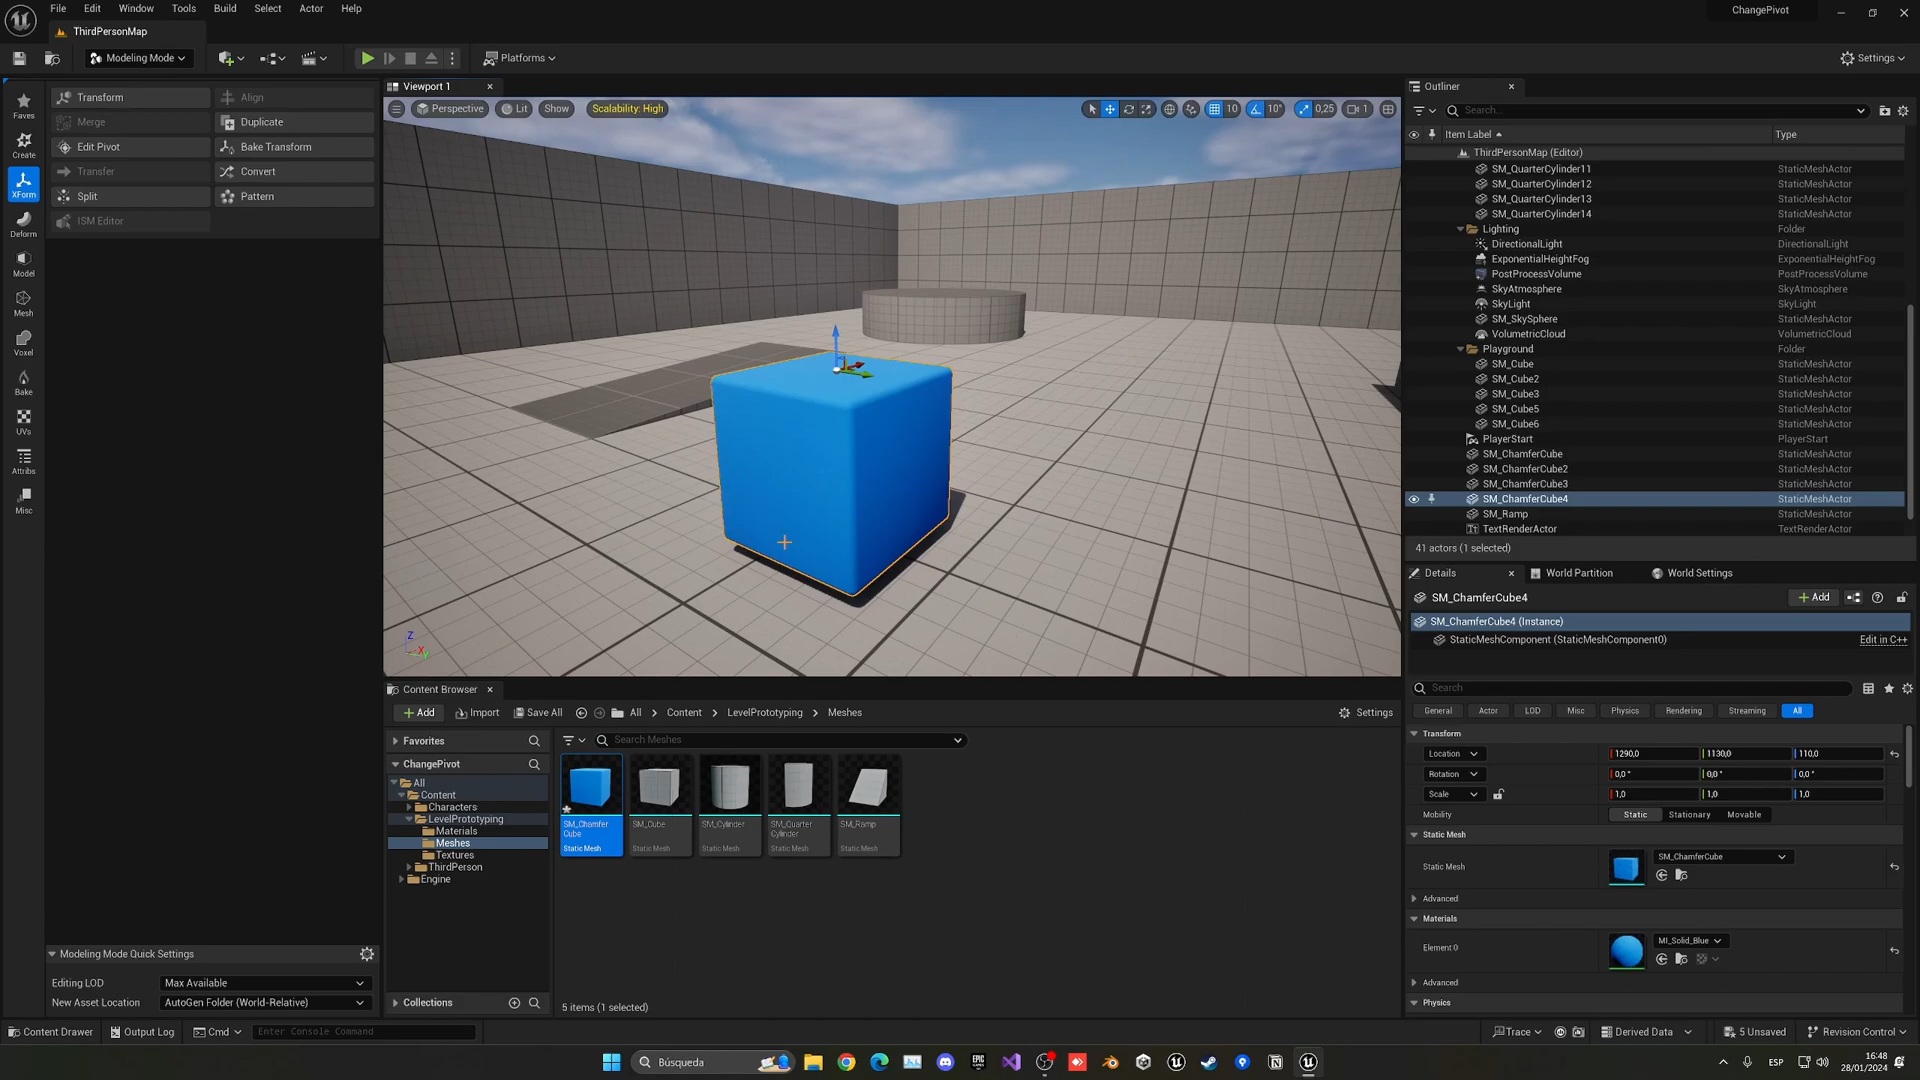 File Edit Window Tools Build Select Actor Help
ChangePivot
ThirdPersonMap
Modeling Mode
Platforms
Settings
Faves
Create
XForm
Deform
Model
Mesh
Voxel
Bake
UVs
Attribs
Misc
Transform Align
Merge Duplicate
Edit Pivot Bake Transform
Transfer Convert
Split Pattern
ISM Editor
Modeling Mode Quick Settings
Editing LOD Max Available
New Asset Location AutoGen Folder (World-Relative)
Viewport 1
Perspective Lit Show Scalability: High
10 10° 0,25 1
Z
X
Y
Content Browser
Add Import Save All All Content LevelPrototyping Meshes Settings
Favorites
ChangePivot
All
Content
Characters
LevelPrototyping
Materials
Meshes
Textures
ThirdPerson
Engine
Collections
Search Meshes
SM_Chamfer
Cube
Static Mesh
SM_Cube
Static Mesh
SM_Cylinder
Static Mesh
SM_Quarter
Cylinder
Static Mesh
SM_Ramp
Static Mesh
5 items (1 selected)
Outliner
Search...
Item Label Type
ThirdPersonMap (Editor)
SM_QuarterCylinder11 StaticMeshActor
SM_QuarterCylinder12 StaticMeshActor
SM_QuarterCylinder13 StaticMeshActor
SM_QuarterCylinder14 StaticMeshActor
Lighting Folder
DirectionalLight DirectionalLight
ExponentialHeightFog ExponentialHeightFog
PostProcessVolume PostProcessVolume
SkyAtmosphere SkyAtmosphere
SkyLight SkyLight
SM_SkySphere StaticMeshActor
VolumetricCloud VolumetricCloud
Playground Folder
SM_Cube StaticMeshActor
SM_Cube2 StaticMeshActor
SM_Cube3 StaticMeshActor
SM_Cube5 StaticMeshActor
SM_Cube6 StaticMeshActor
PlayerStart PlayerStart
SM_ChamferCube StaticMeshActor
SM_ChamferCube2 StaticMeshActor
SM_ChamferCube3 StaticMeshActor
SM_ChamferCube4 StaticMeshActor
SM_Ramp StaticMeshActor
TextRenderActor TextRenderActor
41 actors (1 selected)
Details World Partition World Settings
SM_ChamferCube4 Add
SM_ChamferCube4 (Instance)
StaticMeshComponent (StaticMeshComponent0) Edit in C++
Search
General Actor LOD Misc Physics Rendering Streaming All
Transform
Location 1290,0 1130,0 110,0
Rotation 0,0 ° 0,0 ° 0,0 °
Scale 1,0 1,0 1,0
Mobility Static Stationary Movable
Static Mesh
Static Mesh SM_ChamferCube
Advanced
Materials
Element 0 MI_Solid_Blue
Advanced
Physics
Content Drawer Output Log Cmd Enter Console Command
Trace Derived Data 5 Unsaved Revision Control
Búsqueda
EPIC
GAMES
ESP
16:48
28/01/2024